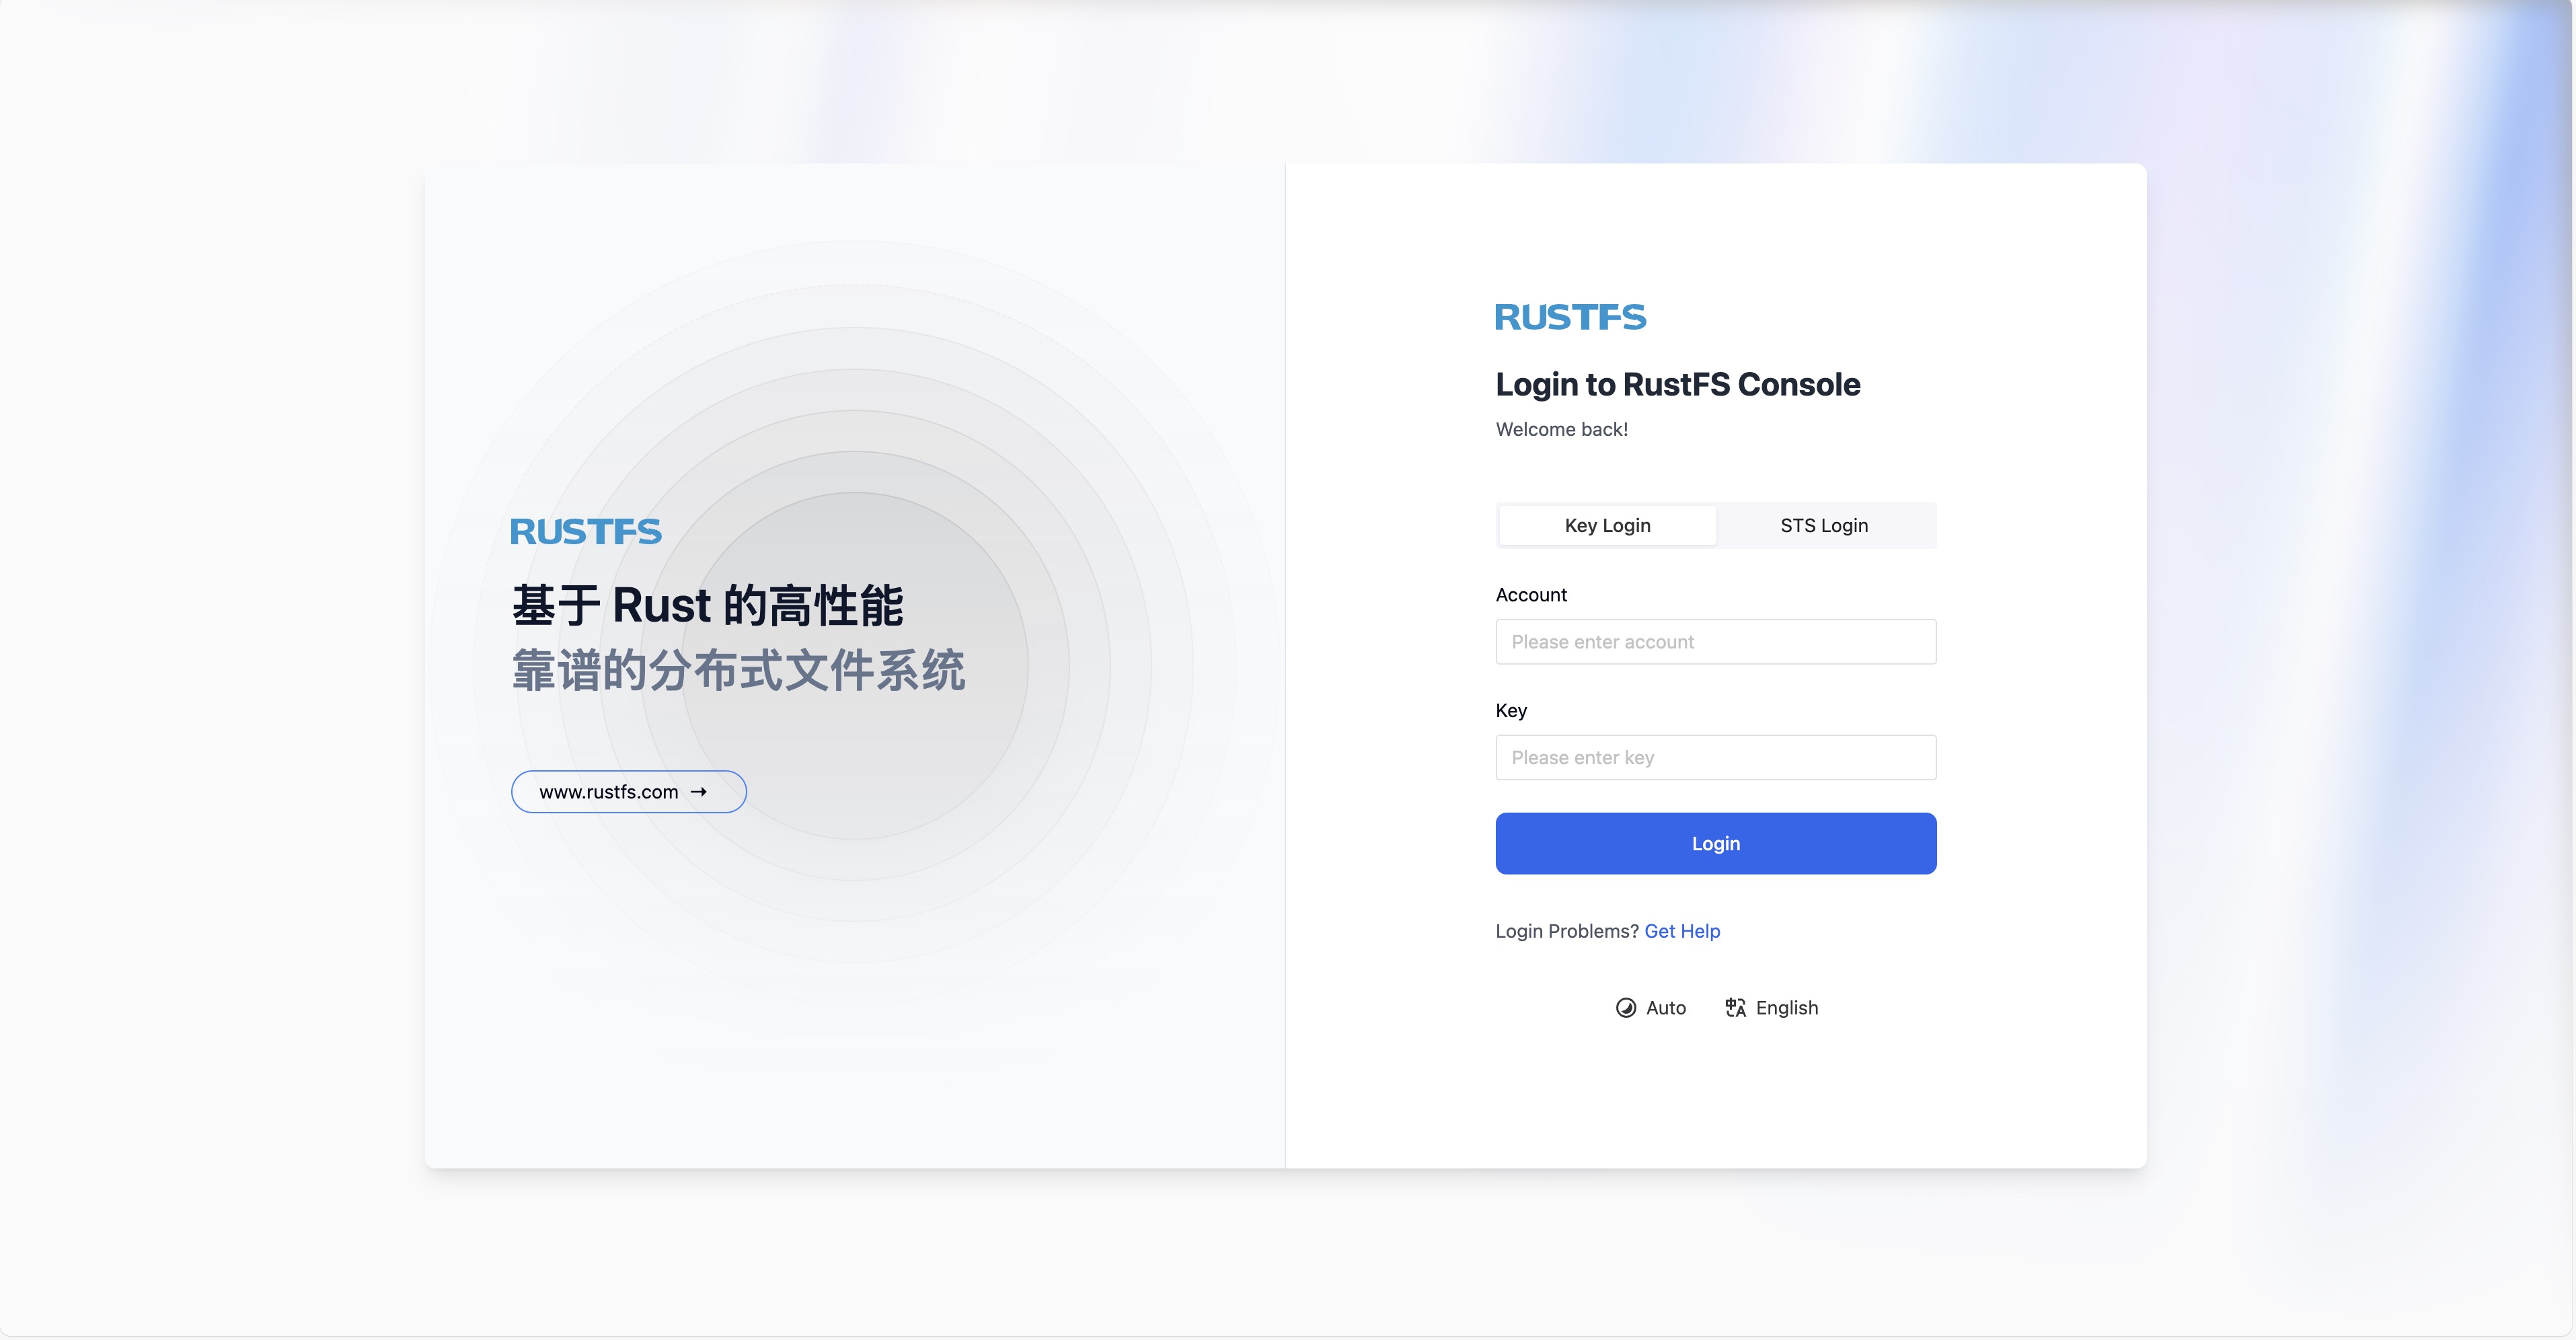 RUSTFS
基于 Rust 的高性能
靠谱的分布式文件系统
www.rustfs.com →
RUSTFS
Login to RustFS Console
Welcome back!
Key Login
STS Login
Account
Please enter account
Key
Please enter key
Login
Login Problems? Get Help
Auto
English